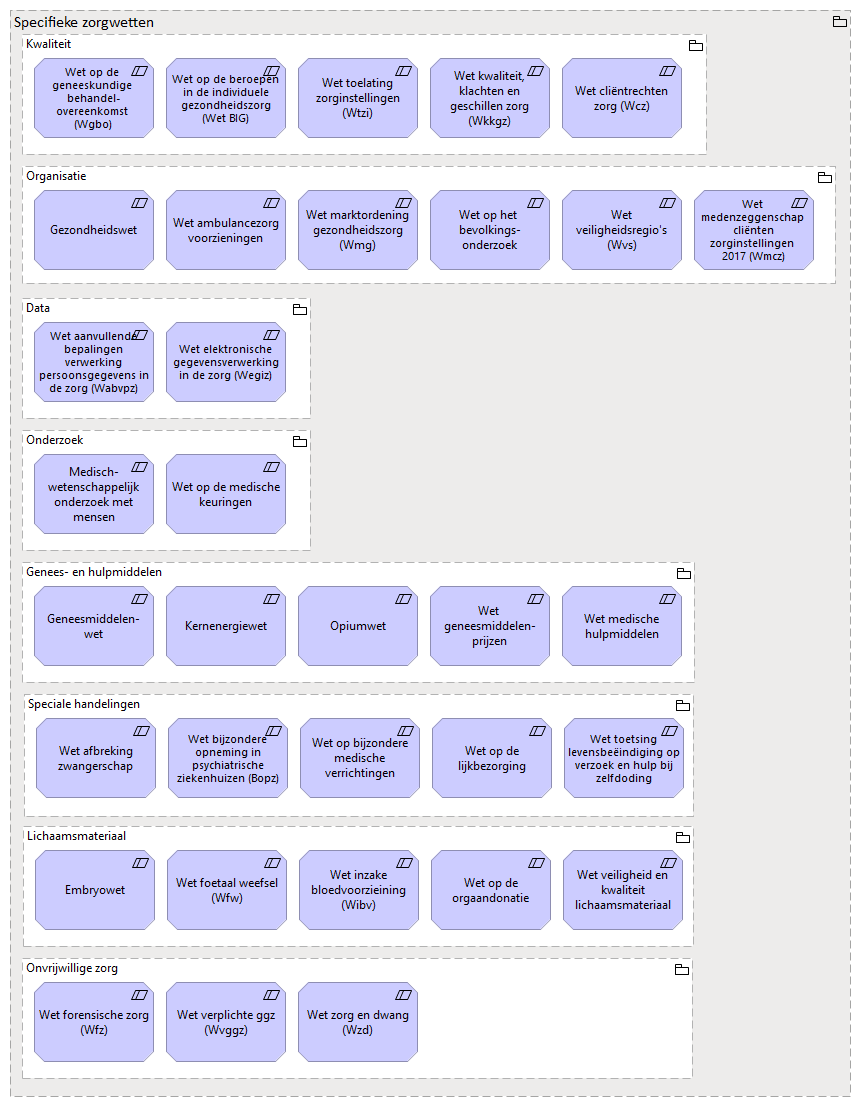 Specifieke zorgwetten
Kwaliteit
Wet op de
geneeskundige
behandel-
overeenkomst
(Wgbo)
Wet op de beroepen
in de individuele
gezondheidszorg
(Wet BIG)
Wet toelating
zorginstellingen
(Wtzi)
Wet kwaliteit,
klachten en
geschillen zorg
(Wkkgz)
Wet cliëntrechten
zorg (Wcz)
Organisatie
Gezondheidswet
Wet ambulancezorg
voorzieningen
Wet marktordening
gezondheidszorg
(Wmg)
Wet op het
bevolkings-
onderzoek
Wet
veiligheidsregio's
(Wvs)
Wet
medenzeggenschap
cliënten
zorginstellingen
2017 (Wmcz)
Data
Wet aanvullende
bepalingen
verwerking
persoonsgegevens in
de zorg (Wabvpz)
Wet elektronische
gegevensverwerking
in de zorg (Wegiz)
Onderzoek
Medisch-
wetenschappelijk
onderzoek met
mensen
Wet op de medische
keuringen
Genees- en hulpmiddelen
Geneesmiddelen-
wet
Kernenergiewet
Opiumwet
Wet
geneesmiddelen-
prijzen
Wet medische
hulpmiddelen
Speciale handelingen
Wet afbreking
zwangerschap
Wet bijzondere
opneming in
psychiatrische
ziekenhuizen (Bopz)
Wet op bijzondere
medische
verrichtingen
Wet op de
lijkbezorging
Wet toetsing
levensbeëindiging op
verzoek en hulp bij
zelfdoding
Lichaamsmateriaal
Embryowet
Wet foetaal weefsel
(Wfw)
Wet inzake
bloedvoorzieining
(Wibv)
Wet op de
orgaandonatie
Wet veiligheid en
kwaliteit
lichaamsmateriaal
Onvrijwillige zorg
Wet forensische zorg
(Wfz)
Wet verplichte ggz
(Wvggz)
Wet zorg en dwang
(Wzd)